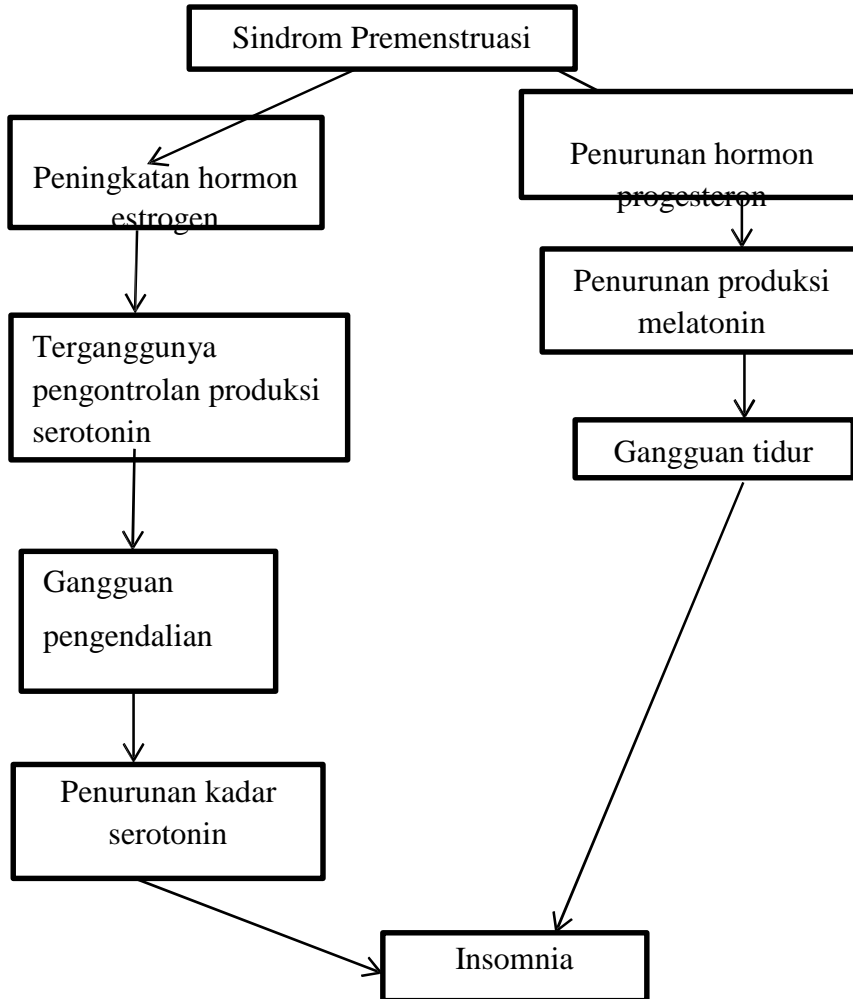 Sindrom Premenstruasi
Peningkatan hormon
estrogen
Penurunan hormon
progesteron
Penurunan produksi
melatonin
Terganggunya
pengontrolan produksi
serotonin
Gangguan tidur
Gangguan
pengendalian
Penurunan kadar
serotonin
Insomnia